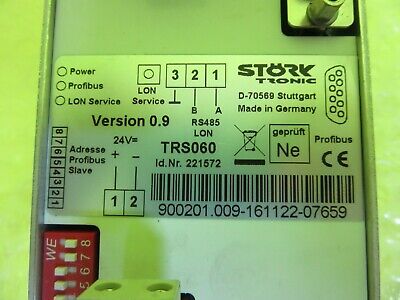 Power
Profibus
LON Service
LON
Service
3 2 1
B A
RS485
LON
STÖRK
TRONIC
D-70569 Stuttgart
Made in Germany
Version 0.9
24V=
+ -
Adresse
Profibus
Slave
8 7 6 5 4 3 2 1
1 2
TRS060
Id.Nr. 221572
geprüft
Ne
Profibus
CE
900201.009-161122-07659
WE
5 6 7 8